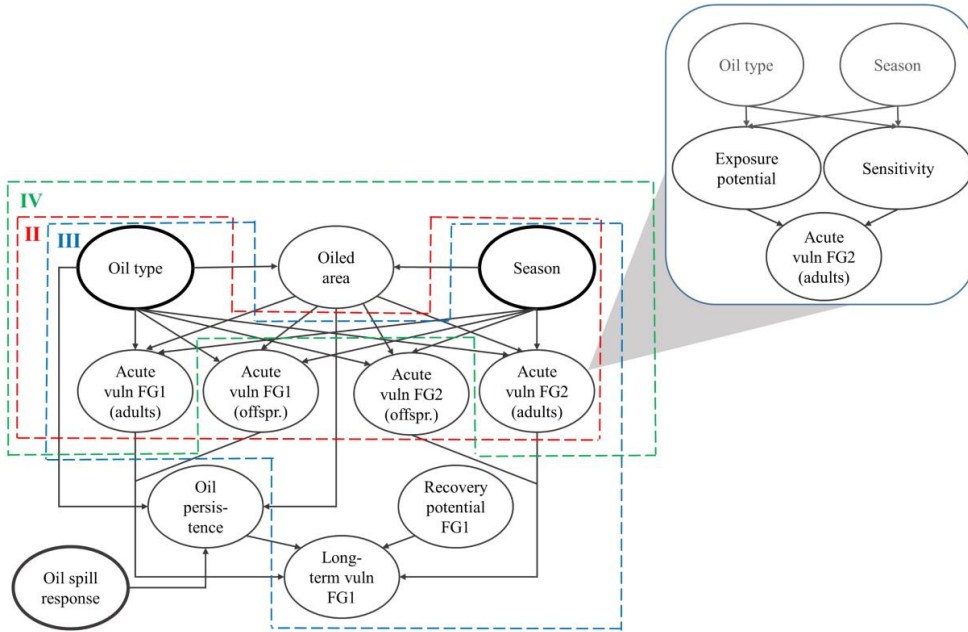 Oil type
Season
Exposure
potential
Sensitivity
Acute
vuln FG2
(adults)
IV
II
III
Oil type
Oiled
area
Season
Acute
vuln FG1
(adults)
Acute
vuln FG1
(offspr.)
Acute
vuln FG2
(offspr.)
Acute
vuln FG2
(adults)
Oil
persis-
tence
Recovery
potential
FG1
Oil spill
response
Long-
term vuln
FG1